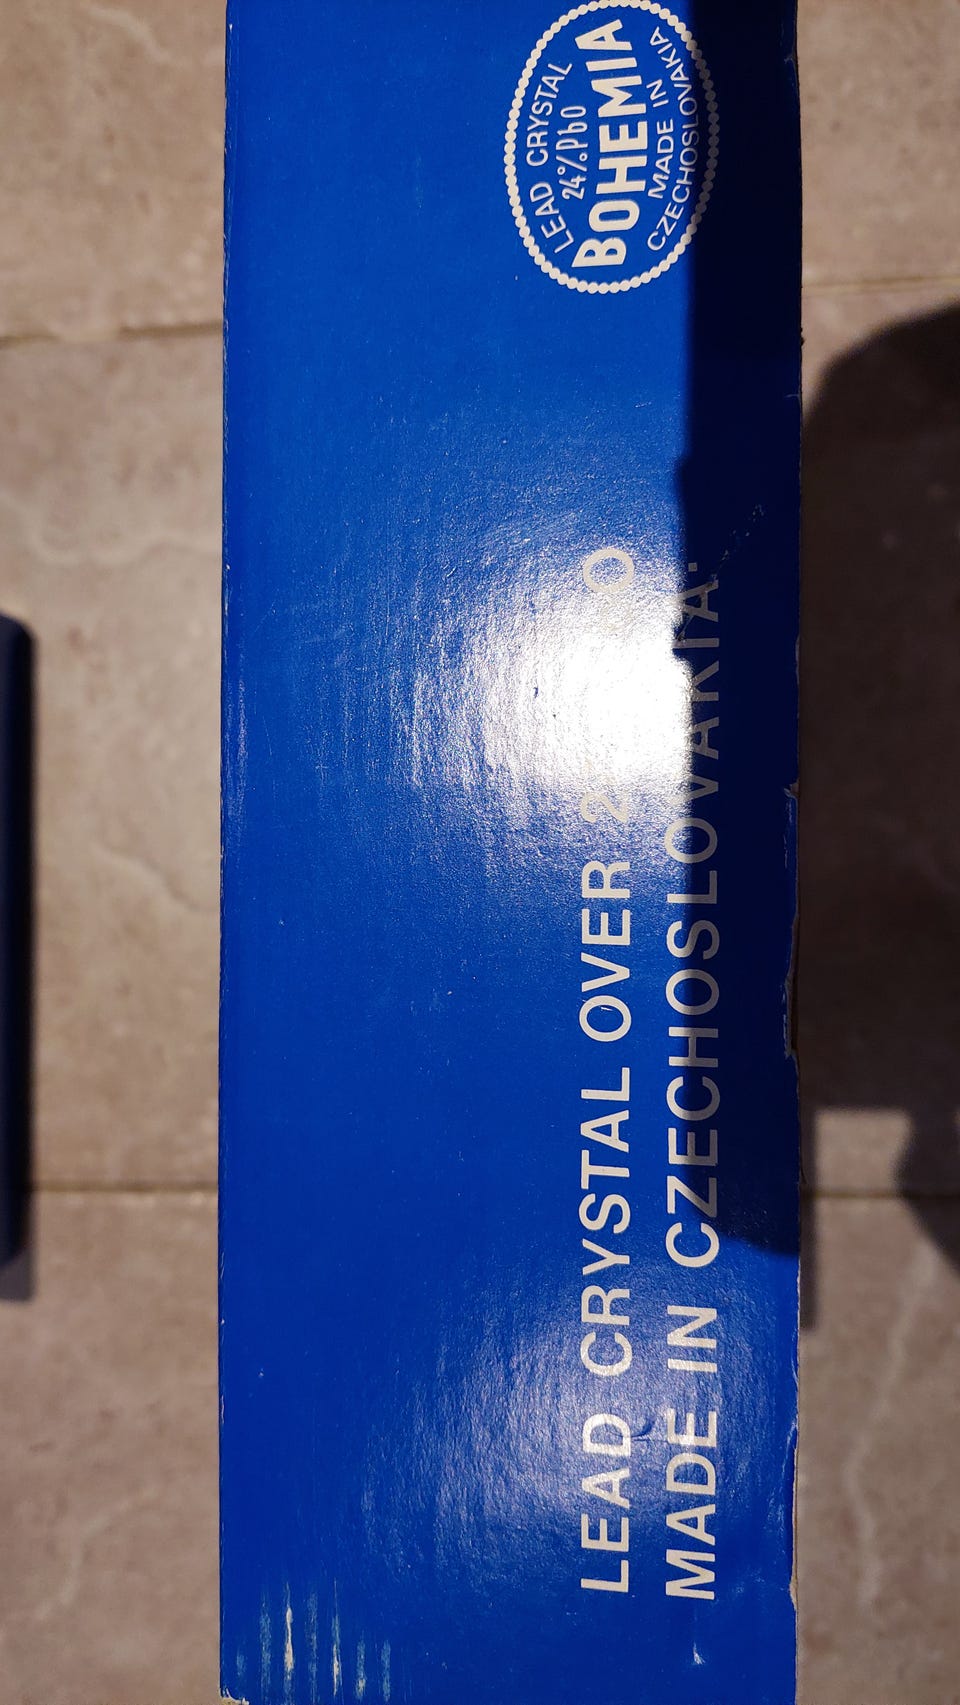 LEAD CRYSTAL
24% PbO
BOHEMIA
MADE IN
CZECHOSLOVAKIA
LEAD CRYSTAL OVER
MADE IN CZECHOSLOVAKIA.